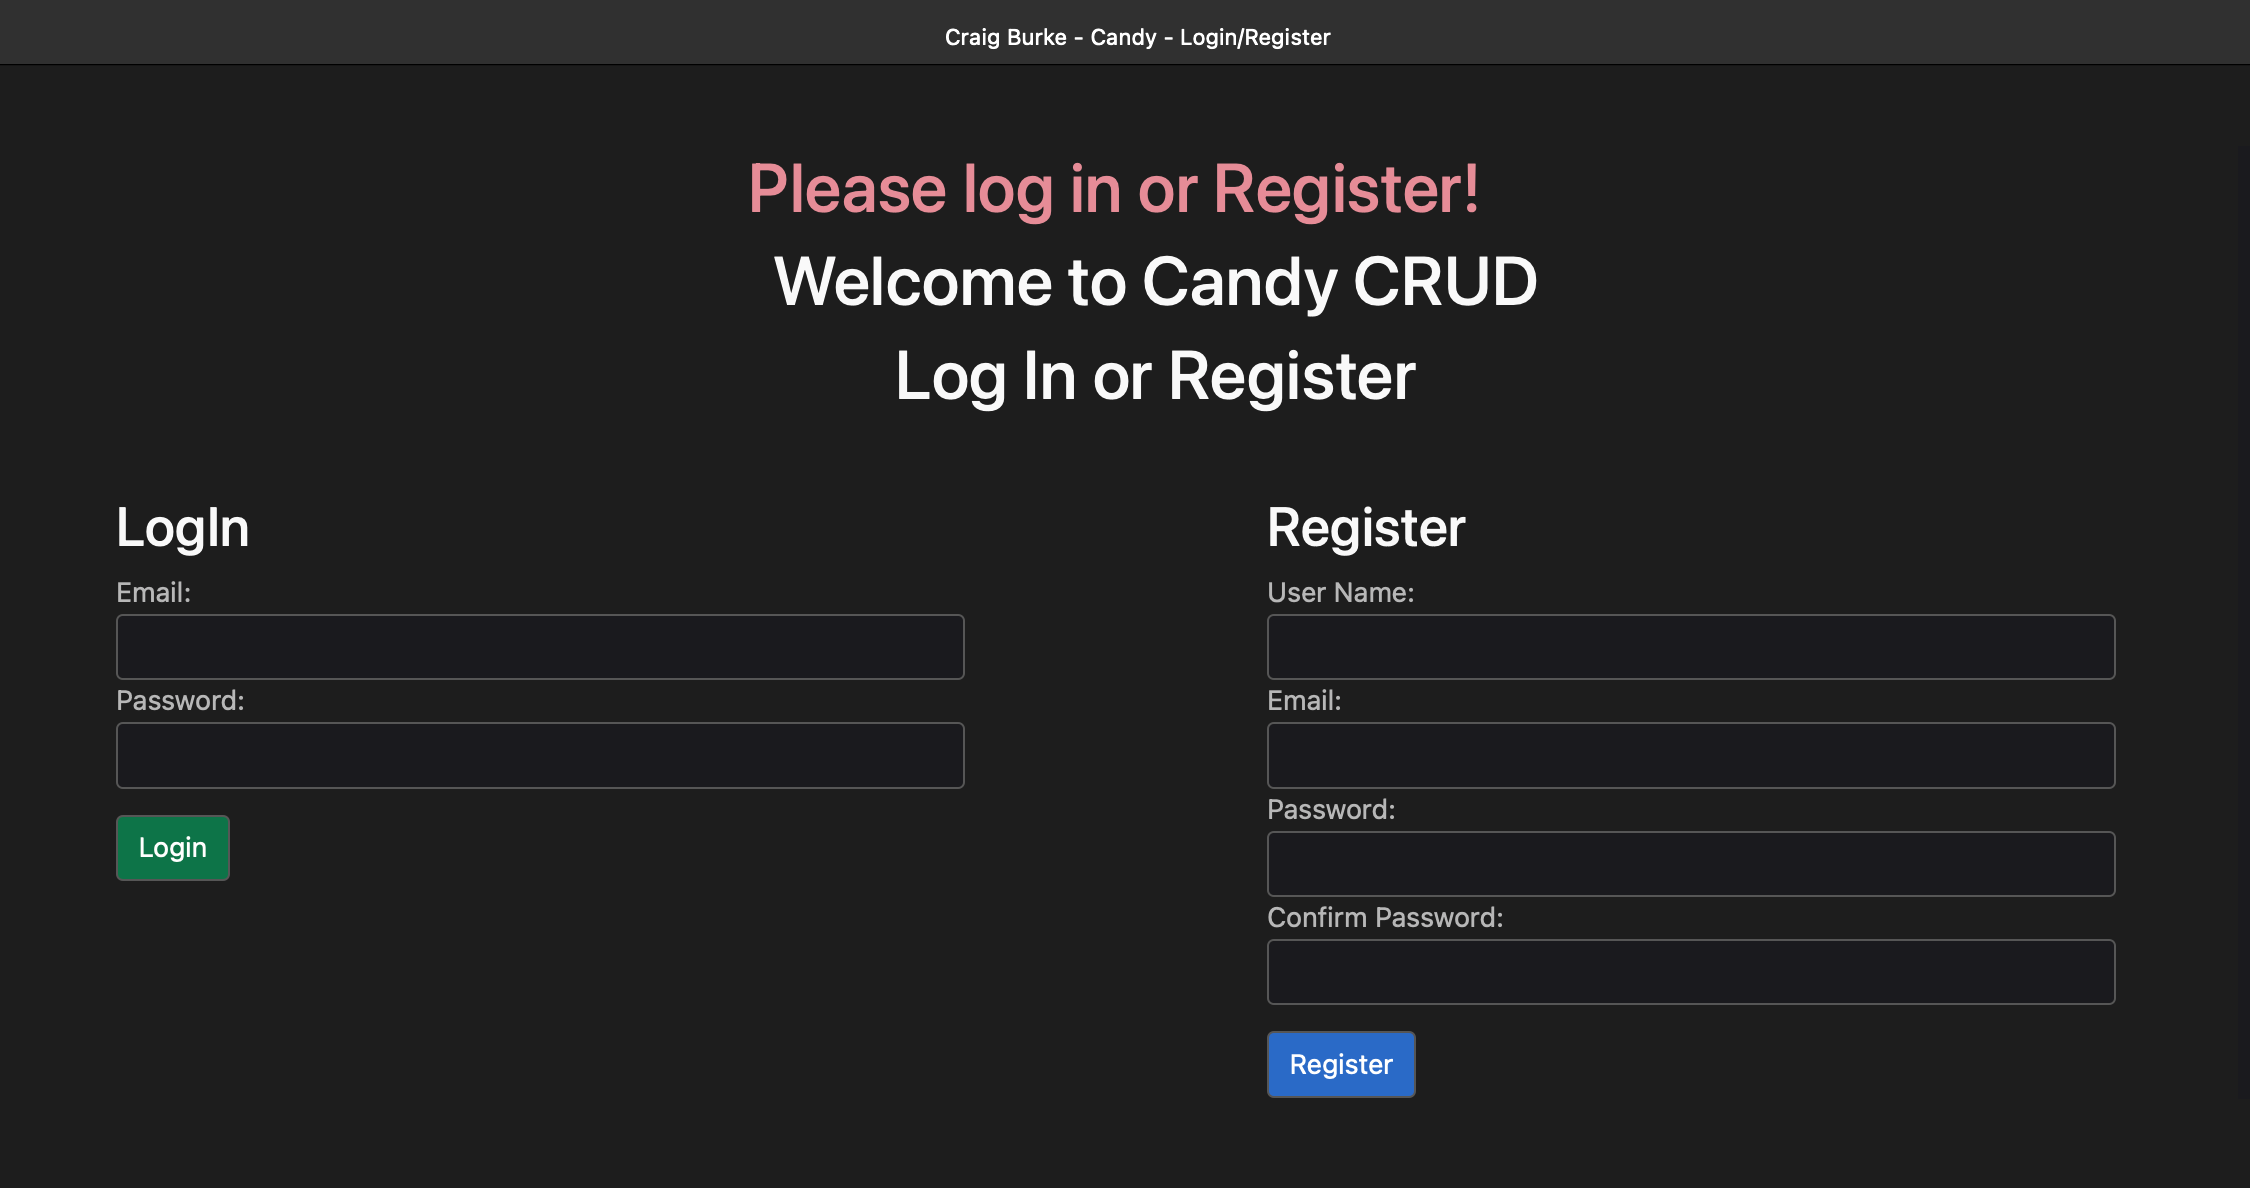 Craig Burke - Candy - Login/Register
Please log in or Register!
Welcome to Candy CRUD
Log In or Register
LogIn
Email:
Password:
Login
Register
User Name:
Email:
Password:
Confirm Password:
Register